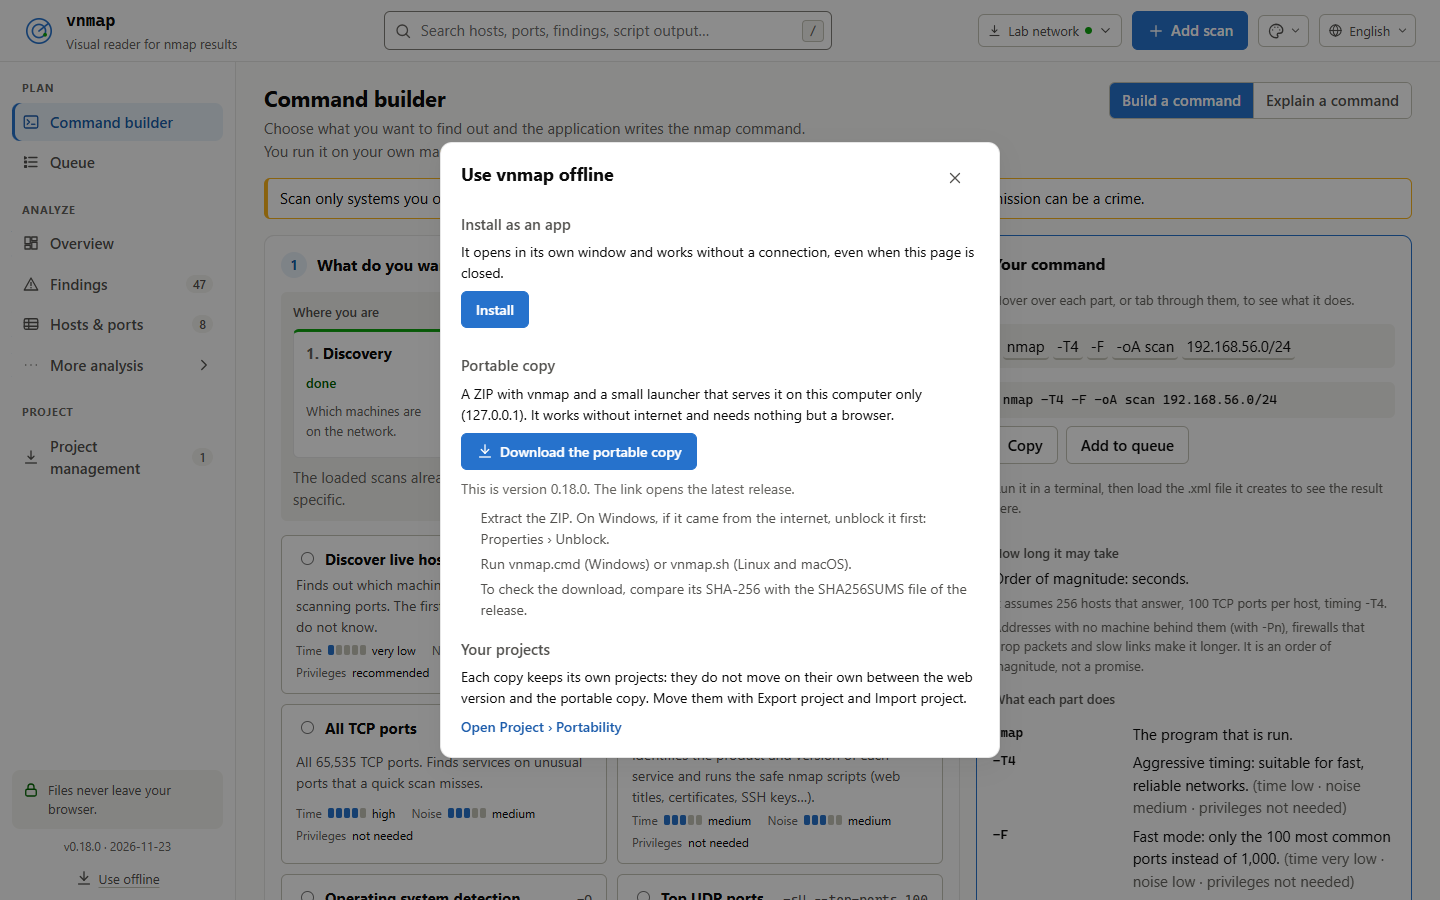 vnmap
Visual reader for nmap results
Search hosts, ports, findings, script output...
/
Lab network
Add scan
English
PLAN
Command builder
Queue
ANALYZE
Overview
Findings 47
Hosts & ports 8
More analysis
PROJECT
Project
management
1
Files never leave your
browser.
v0.18.0 · 2026-11-23
Use offline
Command builder
Choose what you want to find out and the application writes the nmap command.
You run it on your own ma
Build a command
Explain a command
Scan only systems you o
mission can be a crime.
1 What do you wa
Where you are
1. Discovery
done
Which machines are
on the network.
The loaded scans alrea
specific.
Discover live hos
Finds out which machin
scanning ports. The firs
do not know.
Time very low N
Privileges recommended
All TCP ports
All 65,535 TCP ports. Finds services on unusual
ports that a quick scan misses.
Time high Noise medium
Privileges not needed
Identifies the product and version of each
service and runs the safe nmap scripts (web
titles, certificates, SSH keys...).
Time medium Noise medium
Privileges not needed
Operating system detection -O
Top UDP ports -sU --top-ports 100
Use vnmap offline
Install as an app
It opens in its own window and works without a connection, even when this page is
closed.
Install
Portable copy
A ZIP with vnmap and a small launcher that serves it on this computer only
(127.0.0.1). It works without internet and needs nothing but a browser.
Download the portable copy
This is version 0.18.0. The link opens the latest release.
Extract the ZIP. On Windows, if it came from the internet, unblock it first:
Properties › Unblock.
Run vnmap.cmd (Windows) or vnmap.sh (Linux and macOS).
To check the download, compare its SHA-256 with the SHA256SUMS file of the
release.
Your projects
Each copy keeps its own projects: they do not move on their own between the web
version and the portable copy. Move them with Export project and Import project.
Open Project › Portability
Your command
over over each part, or tab through them, to see what it does.
nmap -T4 -F -oA scan 192.168.56.0/24
nmap -T4 -F -oA scan 192.168.56.0/24
Copy
Add to queue
un it in a terminal, then load the .xml file it creates to see the result
ere.
How long it may take
Order of magnitude: seconds.
assumes 256 hosts that answer, 100 TCP ports per host, timing -T4.
Addresses with no machine behind them (with -Pn), firewalls that
rop packets and slow links make it longer. It is an order of
magnitude, not a promise.
What each part does
nmap The program that is run.
-T4 Aggressive timing: suitable for fast,
reliable networks. (time low · noise
medium · privileges not needed)
-F Fast mode: only the 100 most common
ports instead of 1,000. (time very low ·
noise low · privileges not needed)